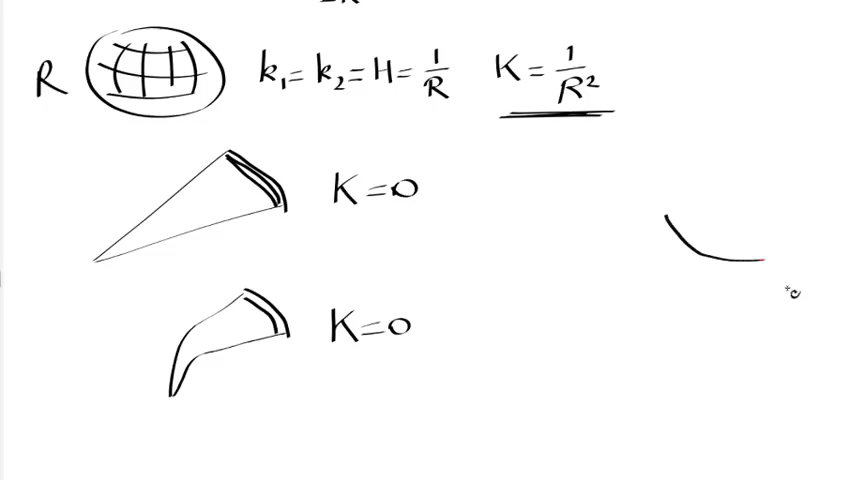 R k₁ = k₂ = H = 1/R K = 1/R²
K = 0
K = 0